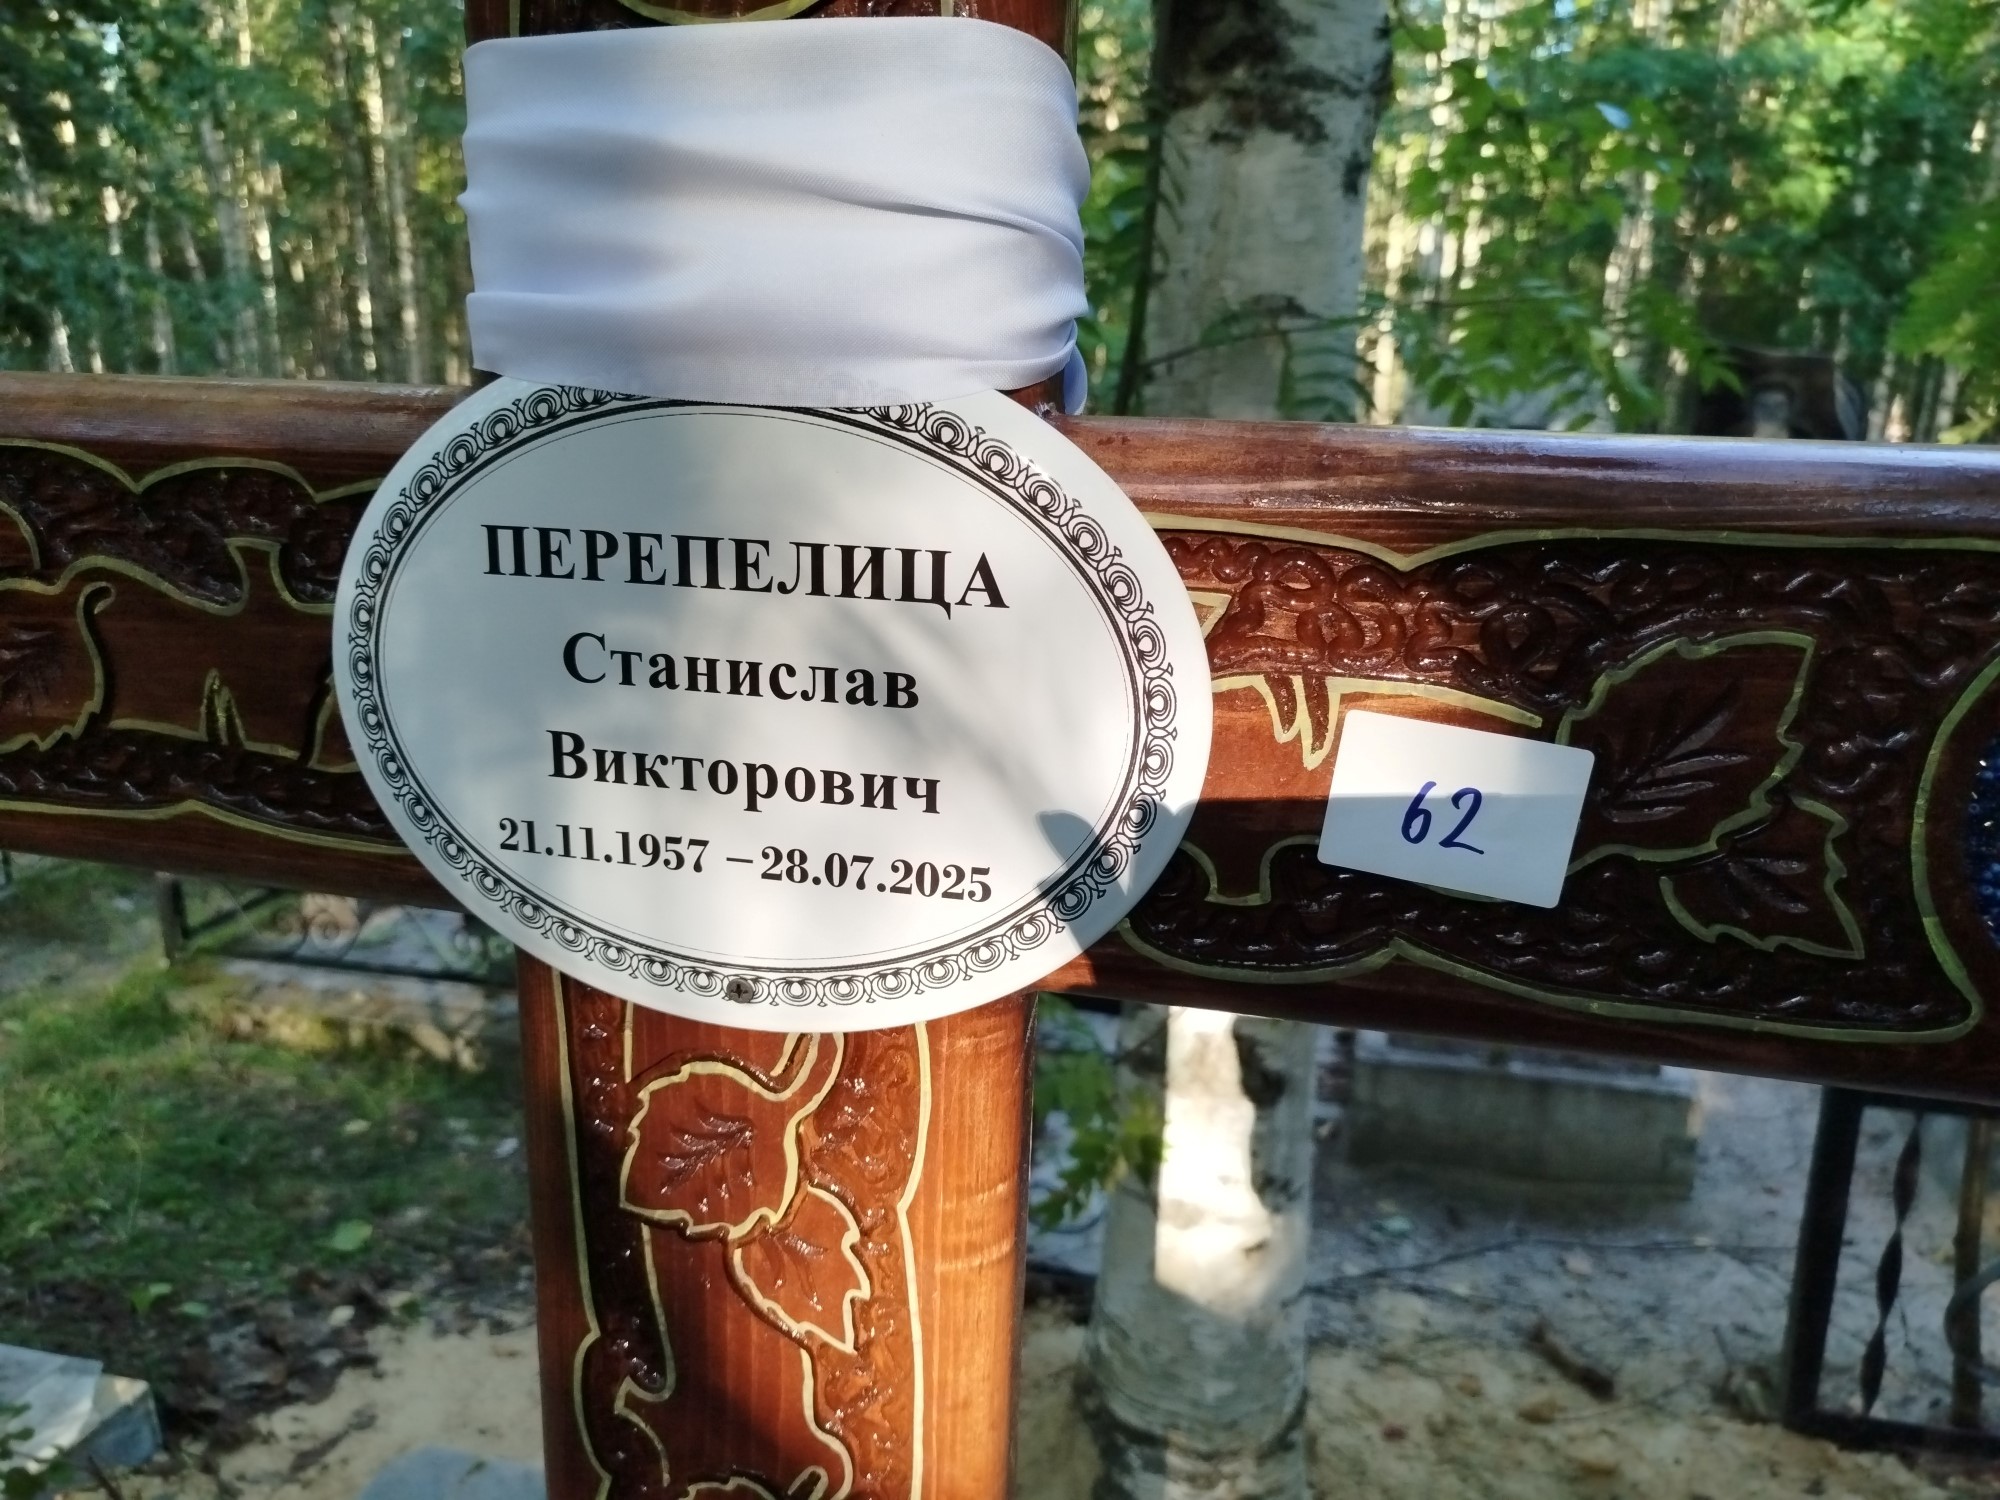 ПЕРЕПЕЛИЦА
Станислав
Викторович
21.11.1957 – 28.07.2025
62